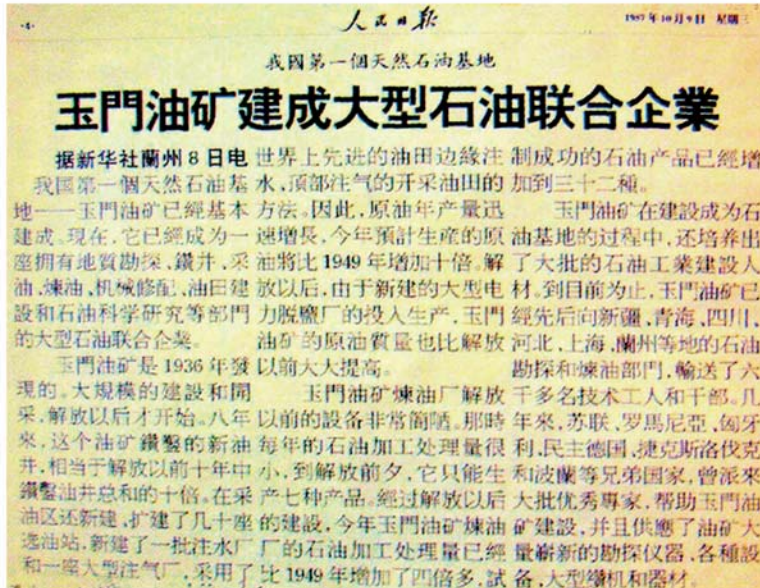 ·4·
人民日報
1957年10月9日 星期三
我國第一個天然石油基地
玉門油矿建成大型石油联合企業
据新华社蘭州8日电
我國第一個天然石油基
地——玉門油矿已經基本
建成。現在，它已經成为一
座拥有地質勘探、鑽井、采
油、煉油、机械修配、油田建
設和石油科学研究等部門
的大型石油联合企業。
玉門油矿是1936年發
現的。大規模的建設和開
采，解放以后才开始。八年
來，这个油矿鑽鑿的新油
井，相当于解放以前十年中
鑽鑿油井总和的十倍。在采
油区还新建、扩建了几十座
选油站，新建了一批注水厂
和一座大型注气厂，采用了
世界上先进的油田边緣注
水，頂部注气的开采油田的
方法。因此，原油年产量迅
速增長，今年預計生産的原
油將比1949年增加十倍。解
放以后，由于新建的大型电
力脫鹽厂的投入生产，玉門
油矿的原油質量也比解放
以前大大提高。
玉門油矿煉油厂解放
以前的設备非常簡陋。那時
每年的石油加工处理量很
小，到解放前夕，它只能生
产七种产品。經过解放以后
的建設，今年玉門油矿煉油
厂的石油加工处理量已經
比1949年增加了四倍多，試
制成功的石油产品已經增
加到三十二種。
玉門油矿在建設成为石
油基地的过程中，还培养出
了大批的石油工業建設人
材。到目前为止，玉門油矿已
經先后向新疆、青海、四川、
河北、上海、蘭州等地的石油
勘探和煉油部門，輸送了六
千多名技术工人和干部。几
年來，苏联、罗馬尼亞、匈牙
利、民主德国、捷克斯洛伐克
和波蘭等兄弟国家，曾派來
大批优秀專家，帮助玉門油
矿建設，并且供應了油矿大
量嶄新的勘探仪器、各種設
备、大型鑽机和器材。